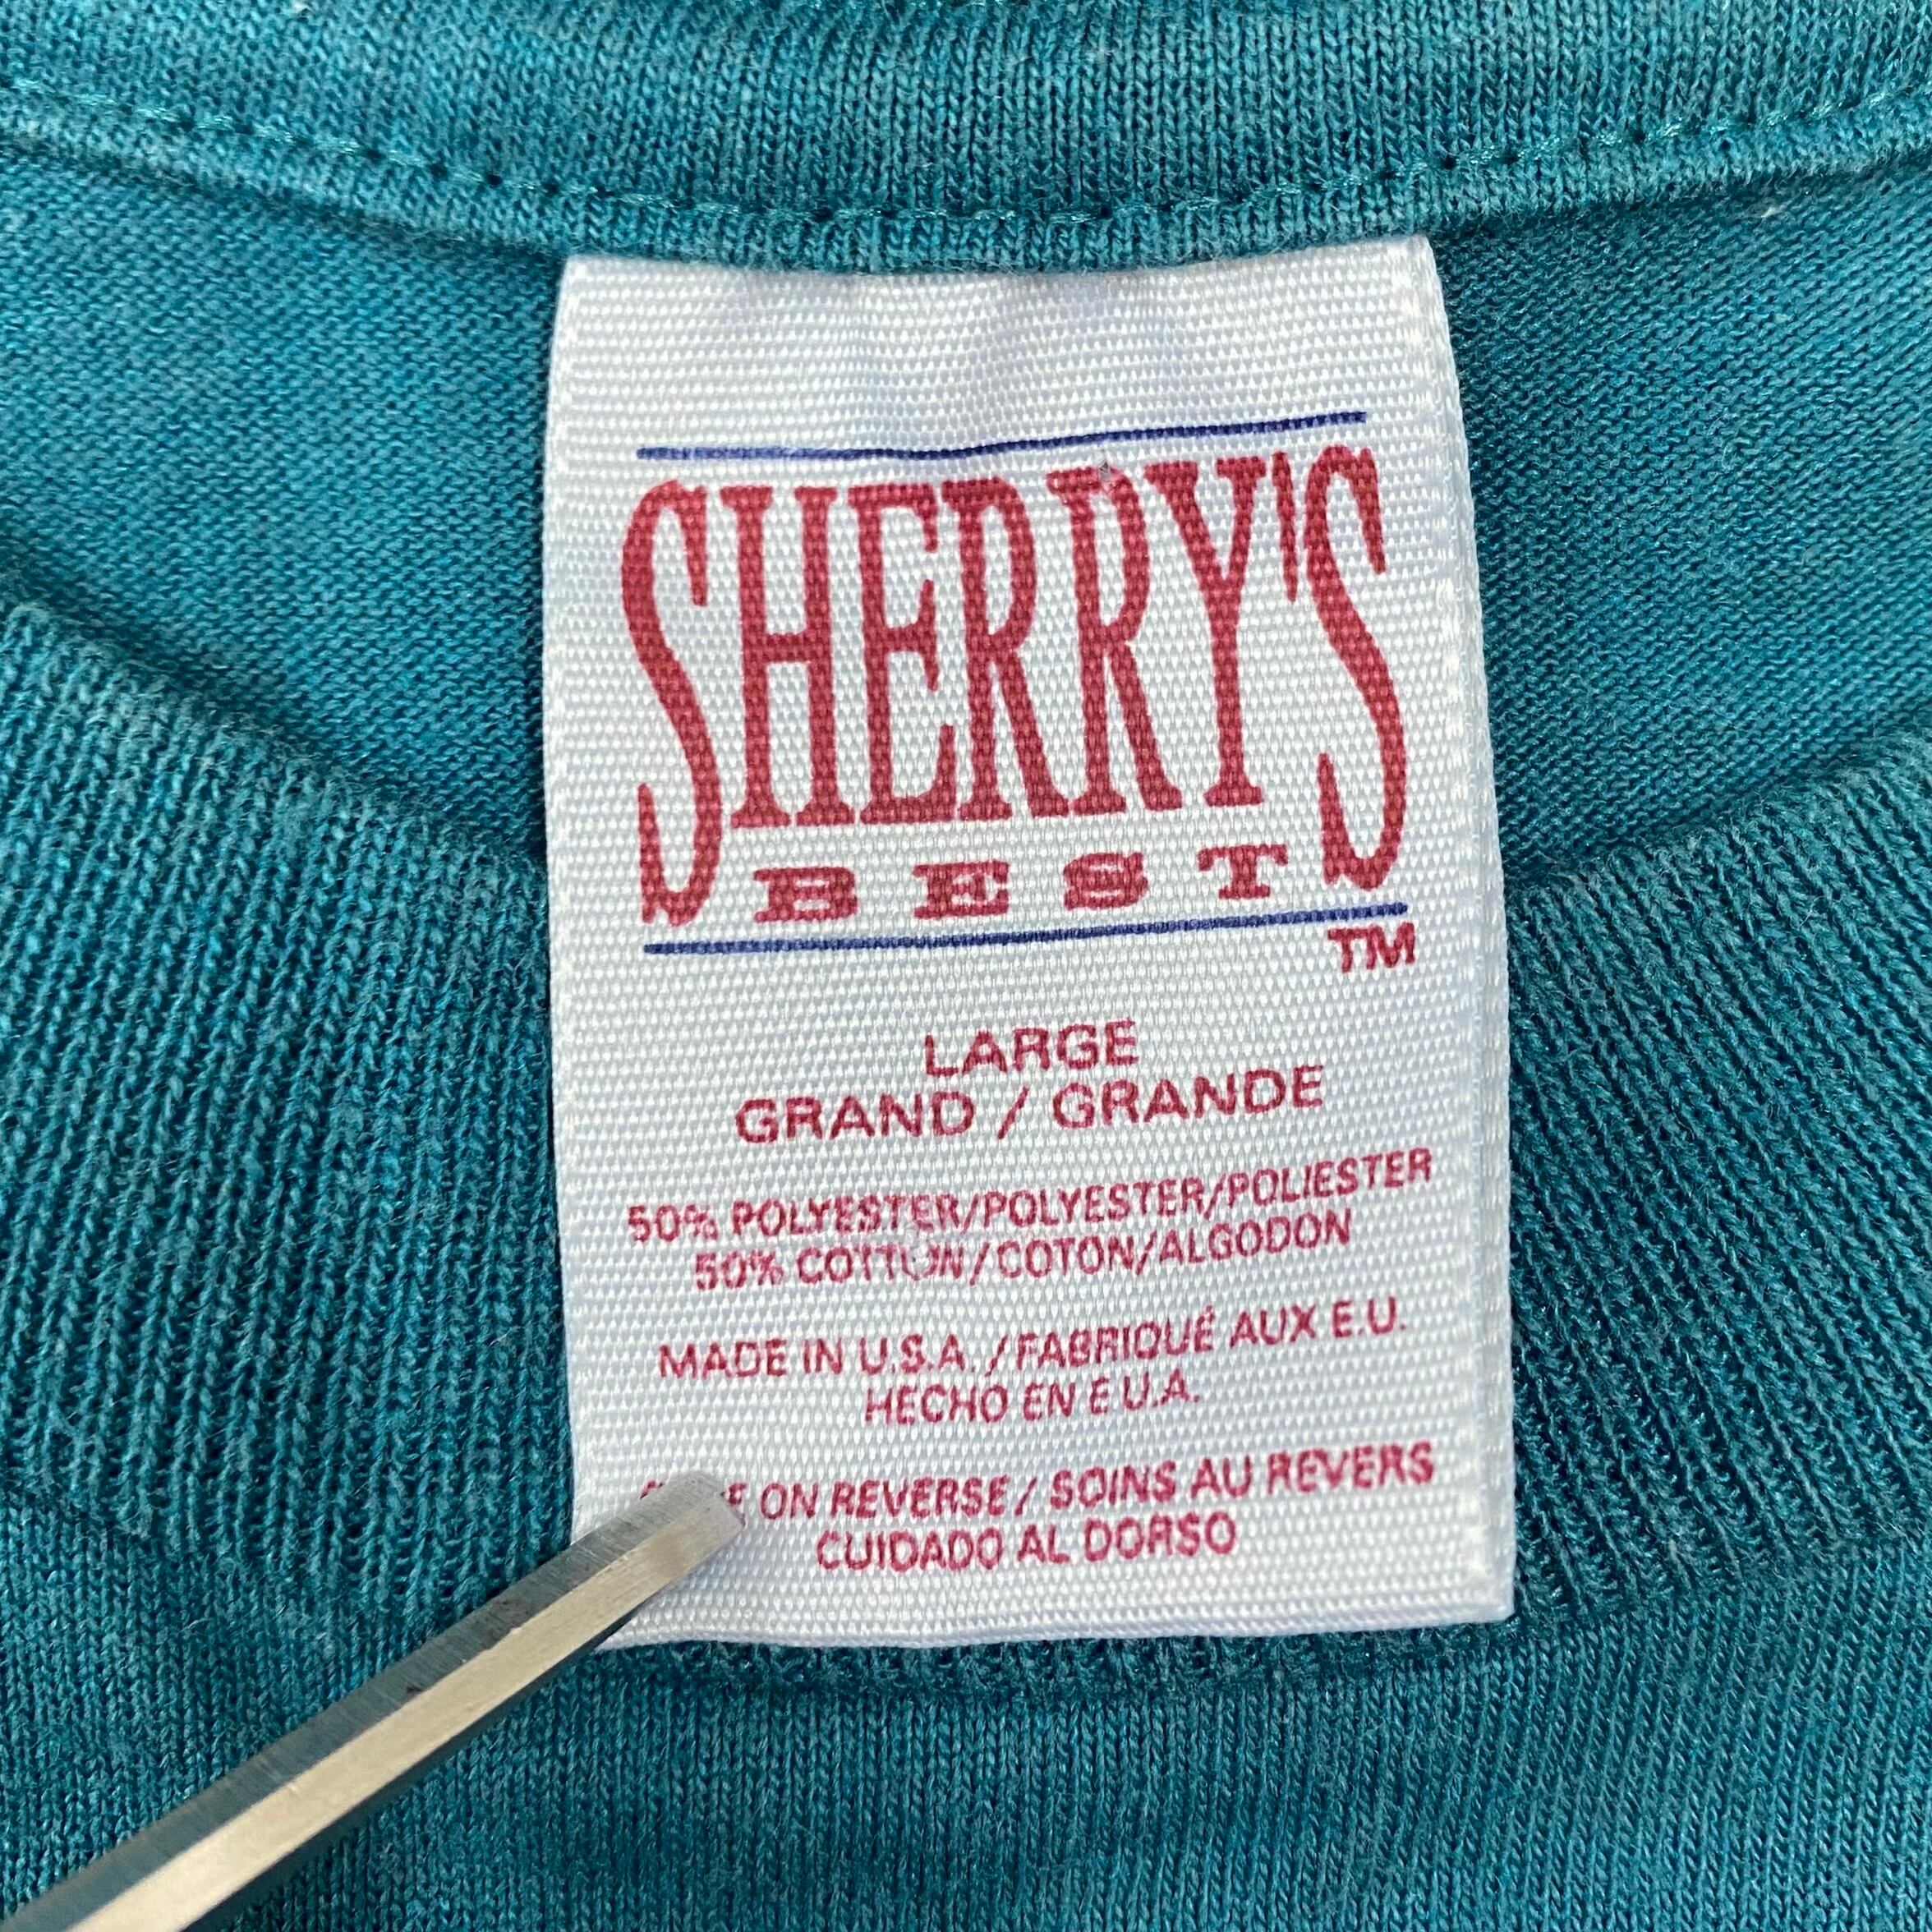 SHERRY'S
BEST
TM
LARGE
GRAND / GRANDE
50% POLYESTER/POLYESTER/POLIESTER
50% COTTON/COTON/ALGODON
MADE IN U.S.A./FABRIQUÉ AUX E.U.
HECHO EN E U.A.
ON REVERSE / SOINS AU REVERS
CUIDADO AL DORSO